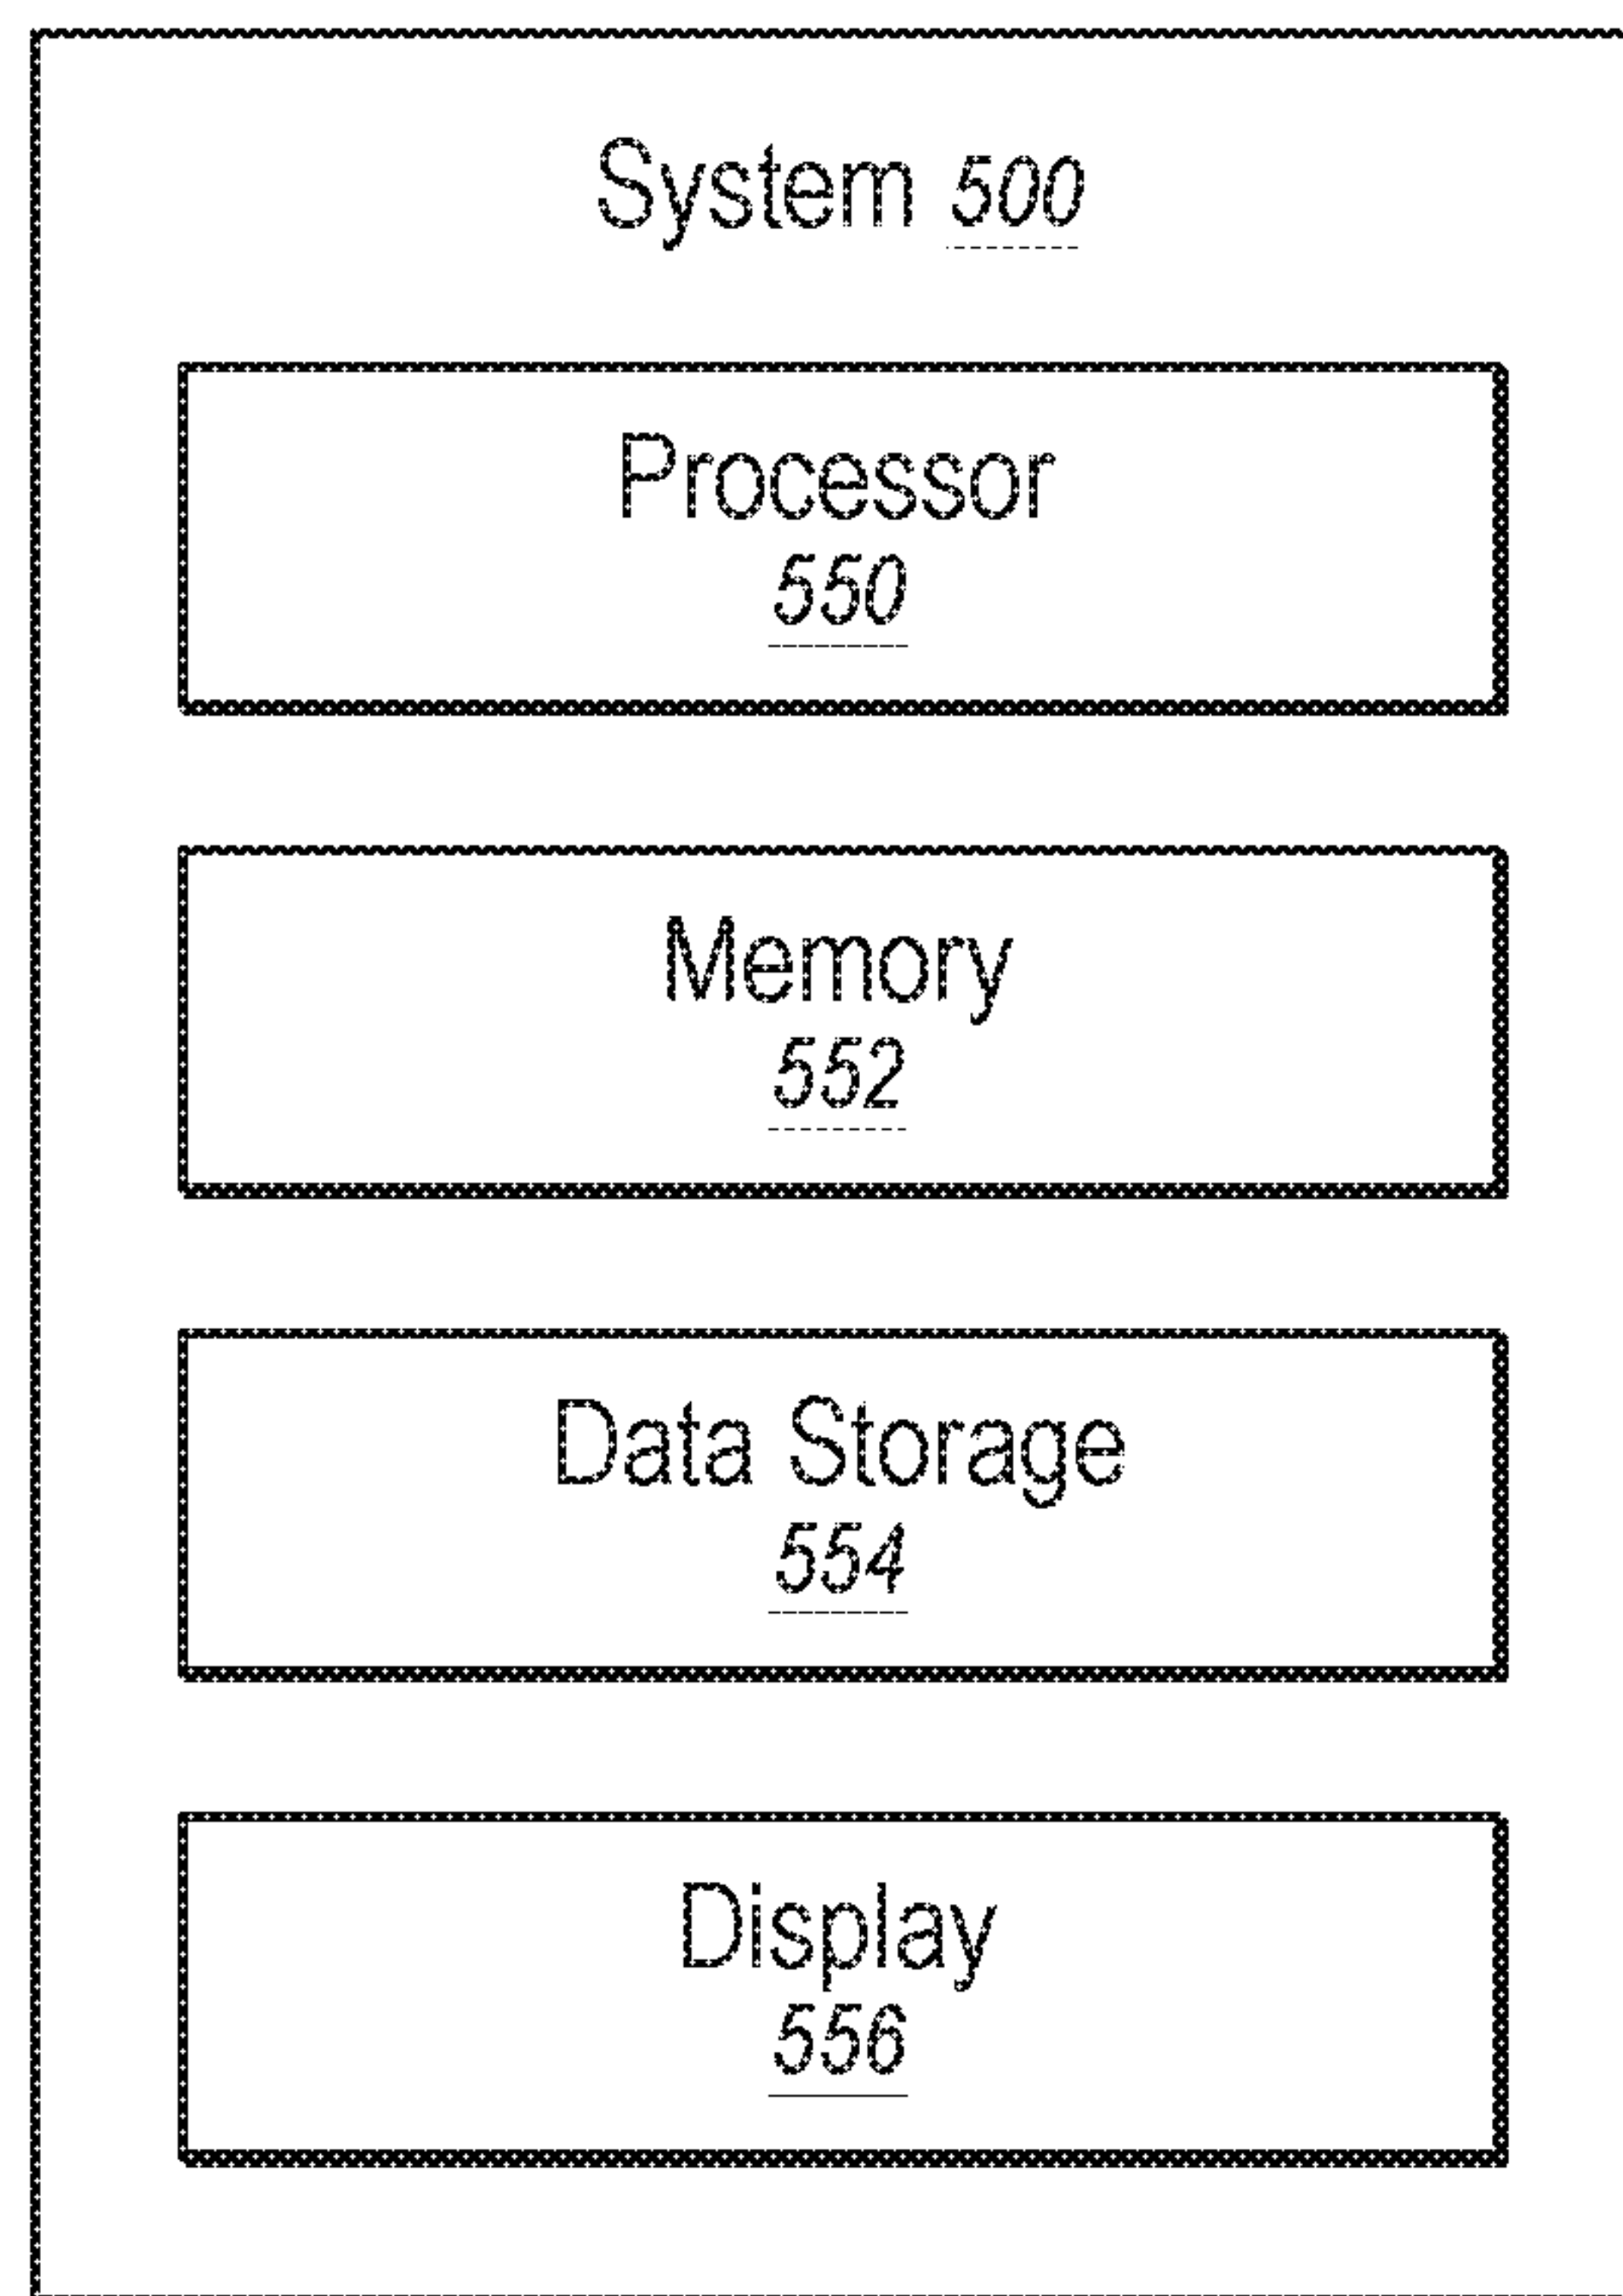 System 500
Processor
550
Memory
552
Data Storage
554
Display
556